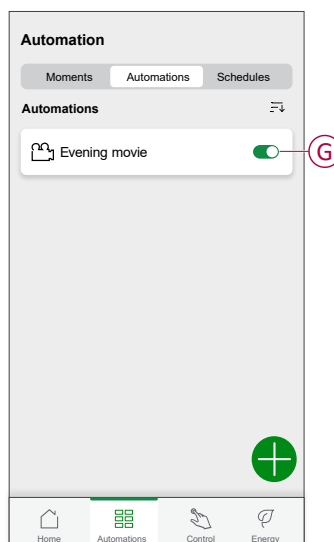 Automation
Moments Automations Schedules
Automations
Evening movie
G
Home Automations Control Energy